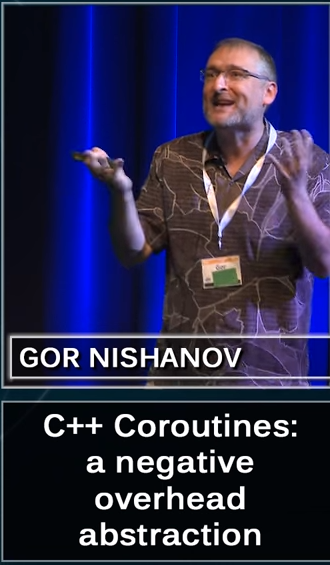 GOR NISHANOV
C++ Coroutines:
a negative
overhead
abstraction